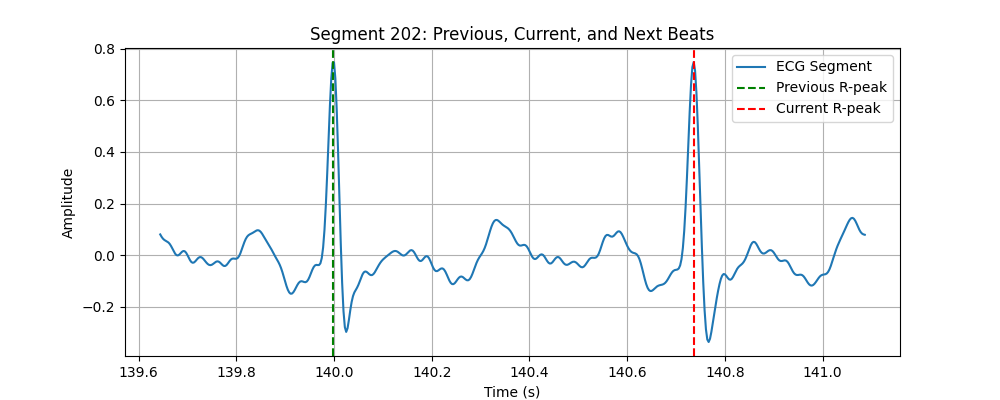 Segment 202: Previous, Current, and Next Beats
0.8
0.6
0.4
0.2
0.0
−0.2
Amplitude
ECG Segment
Previous R-peak
Current R-peak
139.6 139.8 140.0 140.2 140.4 140.6 140.8 141.0
Time (s)